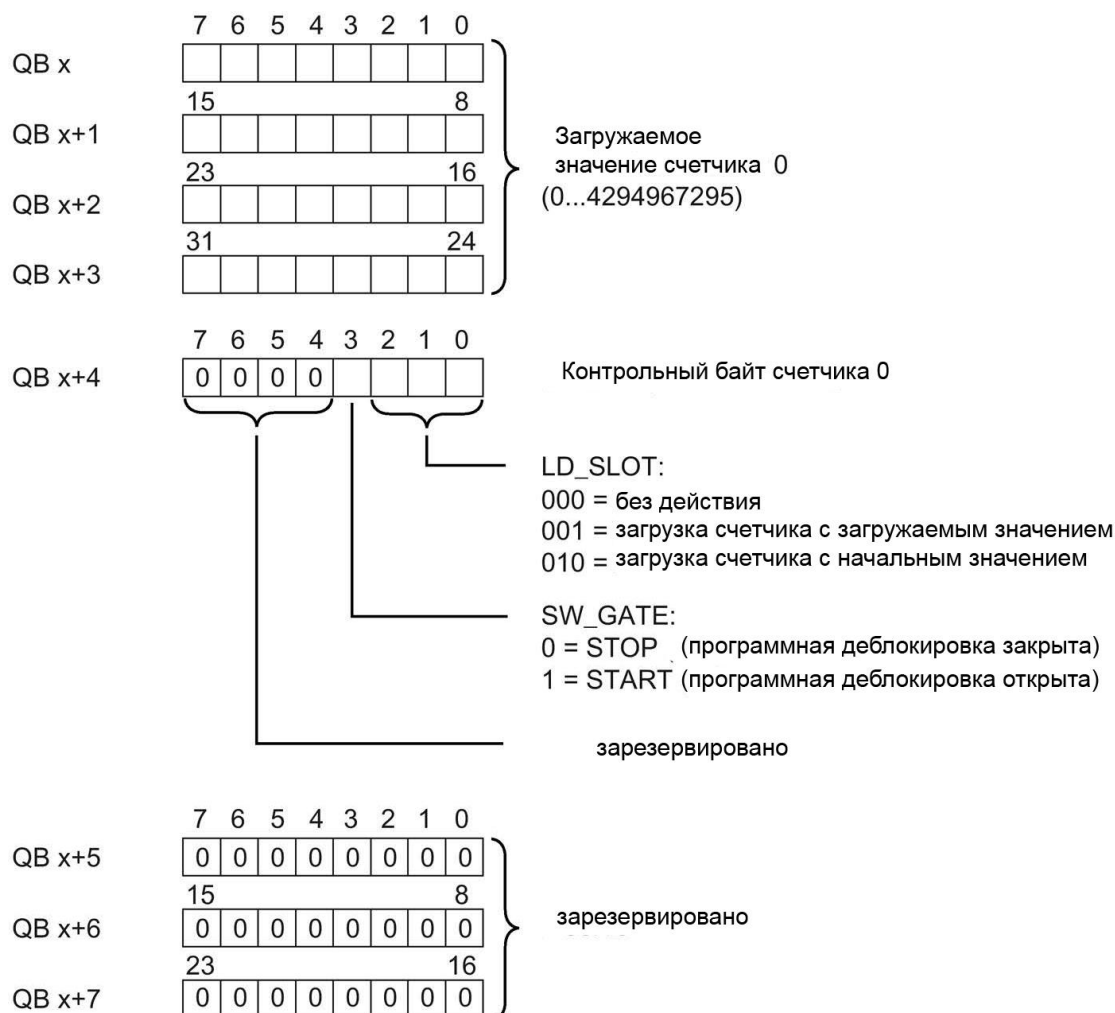 7 6 5 4 3 2 1 0
QB x
15 8
QB x+1
23 16
QB x+2
31 24
QB x+3
Загружаемое
значение счетчика 0
(0...4294967295)
7 6 5 4 3 2 1 0
QB x+4 0 0 0 0
Контрольный байт счетчика 0
LD_SLOT:
000 = без действия
001 = загрузка счетчика с загружаемым значением
010 = загрузка счетчика с начальным значением
SW_GATE:
0 = STOP (программная деблокировка закрыта)
1 = START (программная деблокировка открыта)
зарезервировано
7 6 5 4 3 2 1 0
QB x+5 0 0 0 0 0 0 0 0
15 8
QB x+6 0 0 0 0 0 0 0 0
зарезервировано
23 16
QB x+7 0 0 0 0 0 0 0 0